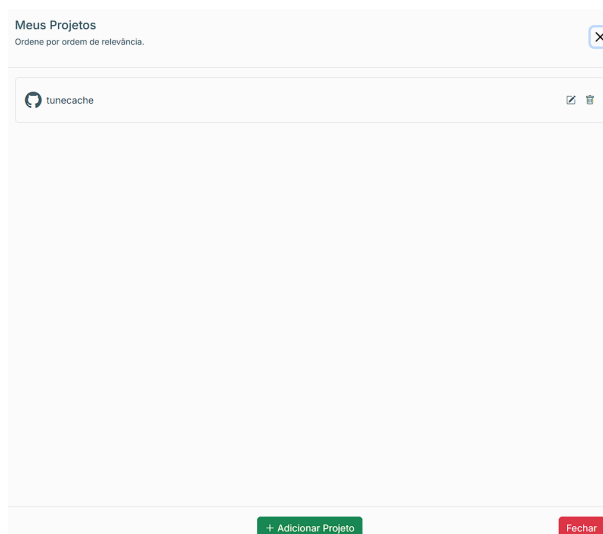 Meus Projetos
Ordene por ordem de relevância.
tunecache
+ Adicionar Projeto
Fechar